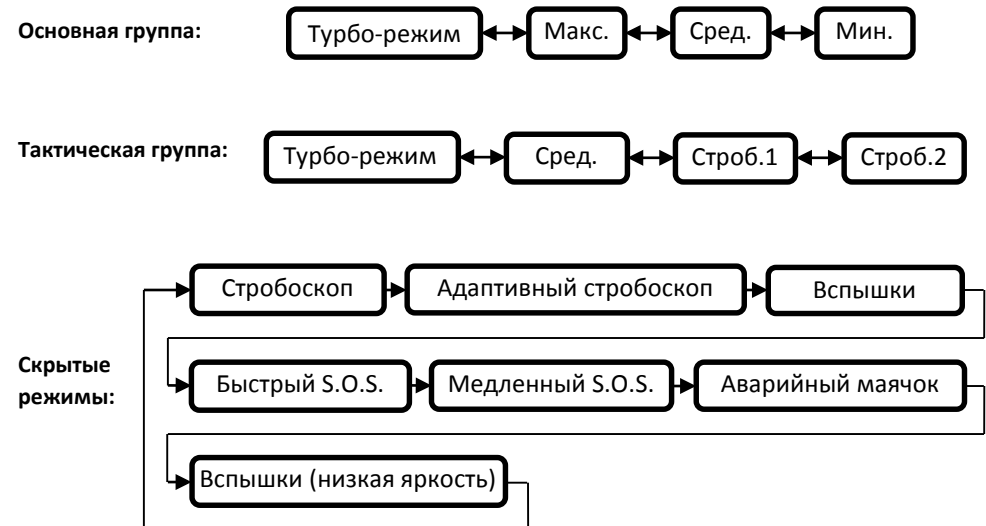 Основная группа: Турбо-режим Макс. Сред. Мин.
Тактическая группа: Турбо-режим Сред. Строб.1 Строб.2
Стробоскоп Адаптивный стробоскоп Вспышки
Скрытые
режимы:
Быстрый S.O.S. Медленный S.O.S. Аварийный маячок
Вспышки (низкая яркость)